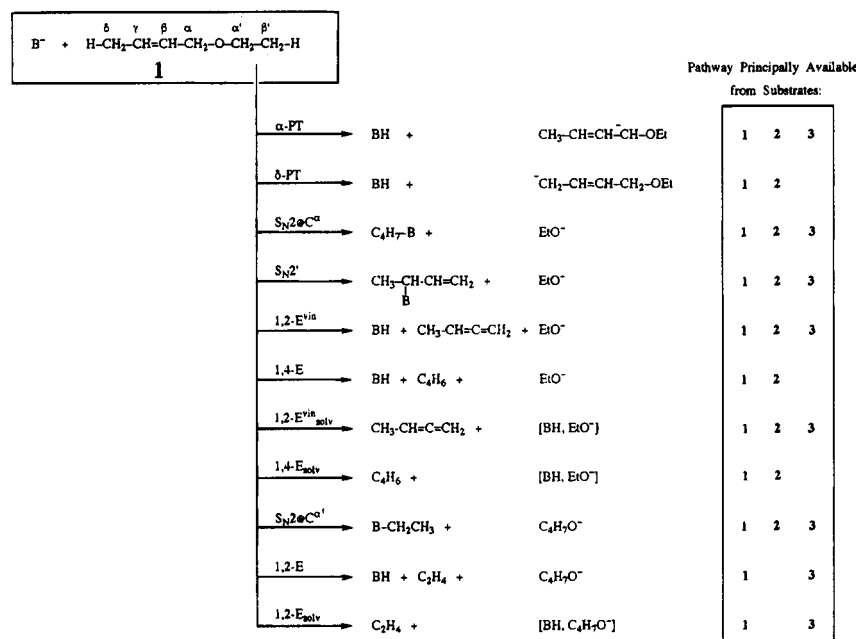 δ γ β α α' β'
B⁻ + H–CH₂–CH=CH–CH₂–O–CH₂–CH₂–H
1
Pathway Principally Available
from Substrates:
α-PT BH + CH₃–CH=CH–C̄H–OEt 1 2 3
δ-PT BH + ⁻CH₂–CH=CH–CH₂–OEt 1 2
S_N2@C^α C₄H₇–B + EtO⁻ 1 2 3
S_N2' CH₃–CH–CH=CH₂ + EtO⁻ 1 2 3
B
1,2-E^vin BH + CH₃-CH=C=CH₂ + EtO⁻ 1 2 3
1,4-E BH + C₄H₆ + EtO⁻ 1 2
1,2-E^vin_solv CH₃-CH=C=CH₂ + [BH, EtO⁻] 1 2 3
1,4-E_solv C₄H₆ + [BH, EtO⁻] 1 2
S_N2@C^α' B–CH₂CH₃ + C₄H₇O⁻ 1 2 3
1,2-E BH + C₂H₄ + C₄H₇O⁻ 1 3
1,2-E_solv C₂H₄ + [BH, C₄H₇O⁻] 1 3